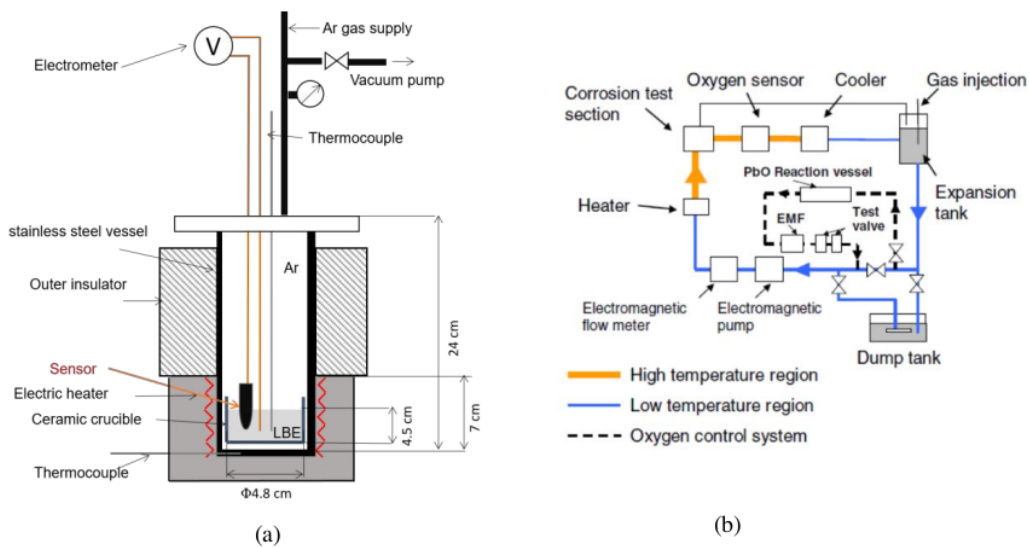 Ar gas supply
V
Electrometer
Vacuum pump
Thermocouple
stainless steel vessel
Ar
Outer insulator
24 cm
Sensor
Electric heater
Ceramic crucible
LBE
4.5 cm
7 cm
Thermocouple
Φ4.8 cm
(a)
Oxygen sensor
Cooler
Gas injection
Corrosion test
section
PbO Reaction vessel
Expansion
tank
Heater
EMF
Test
valve
Electromagnetic
flow meter
Electromagnetic
pump
Dump tank
High temperature region
Low temperature region
Oxygen control system
(b)